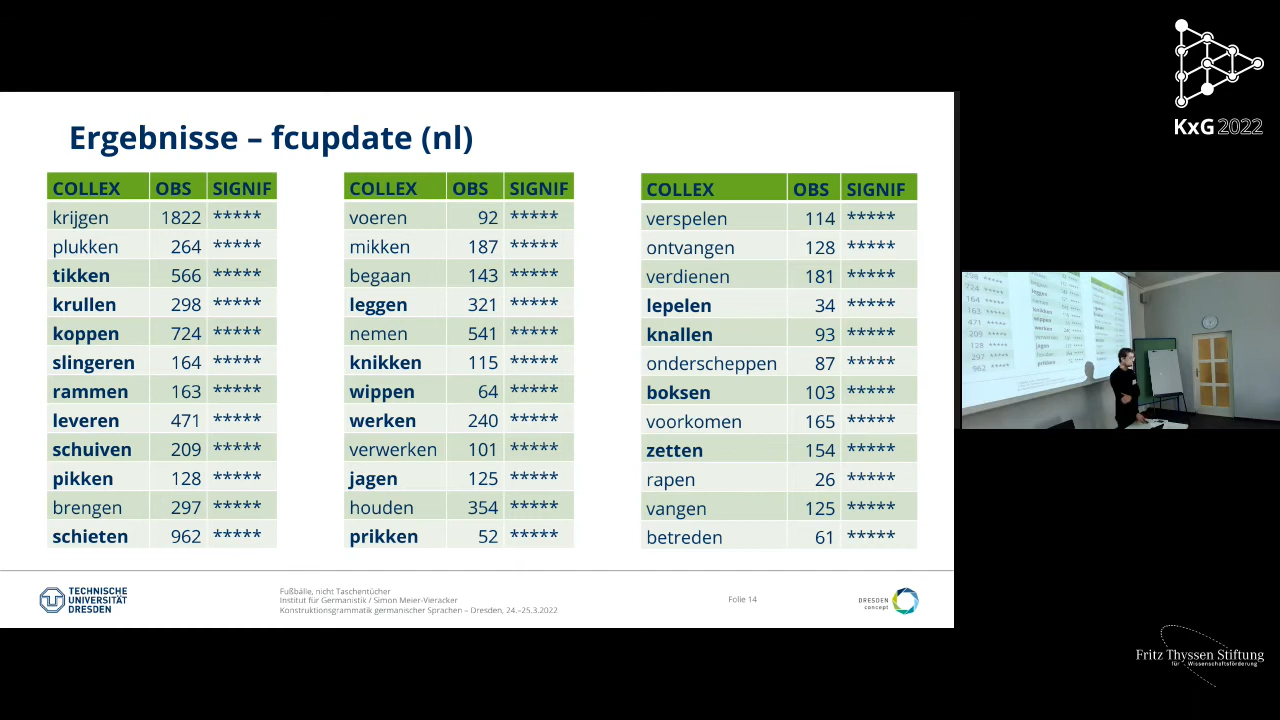 KxG 2022
Ergebnisse – fcupdate (nl)
COLLEX OBS SIGNIF
krijgen 1822 *****
plukken 264 *****
tikken 566 *****
krullen 298 *****
koppen 724 *****
slingeren 164 *****
rammen 163 *****
leveren 471 *****
schuiven 209 *****
pikken 128 *****
brengen 297 *****
schieten 962 *****
COLLEX OBS SIGNIF
voeren 92 *****
mikken 187 *****
begaan 143 *****
leggen 321 *****
nemen 541 *****
knikken 115 *****
wippen 64 *****
werken 240 *****
verwerken 101 *****
jagen 125 *****
houden 354 *****
prikken 52 *****
COLLEX OBS SIGNIF
verspelen 114 *****
ontvangen 128 *****
verdienen 181 *****
lepelen 34 *****
knallen 93 *****
onderscheppen 87 *****
boksen 103 *****
voorkomen 165 *****
zetten 154 *****
rapen 26 *****
vangen 125 *****
betreden 61 *****
TECHNISCHE
UNIVERSITÄT
DRESDEN
Fußbälle, nicht Taschentücher
Institut für Germanistik / Simon Meier-Vieracker
Konstruktionsgrammatik germanischer Sprachen – Dresden, 24.–25.3.2022
Folie 14
DRESDEN
concept
Fritz Thyssen Stiftung
für Wissenschaftsförderung